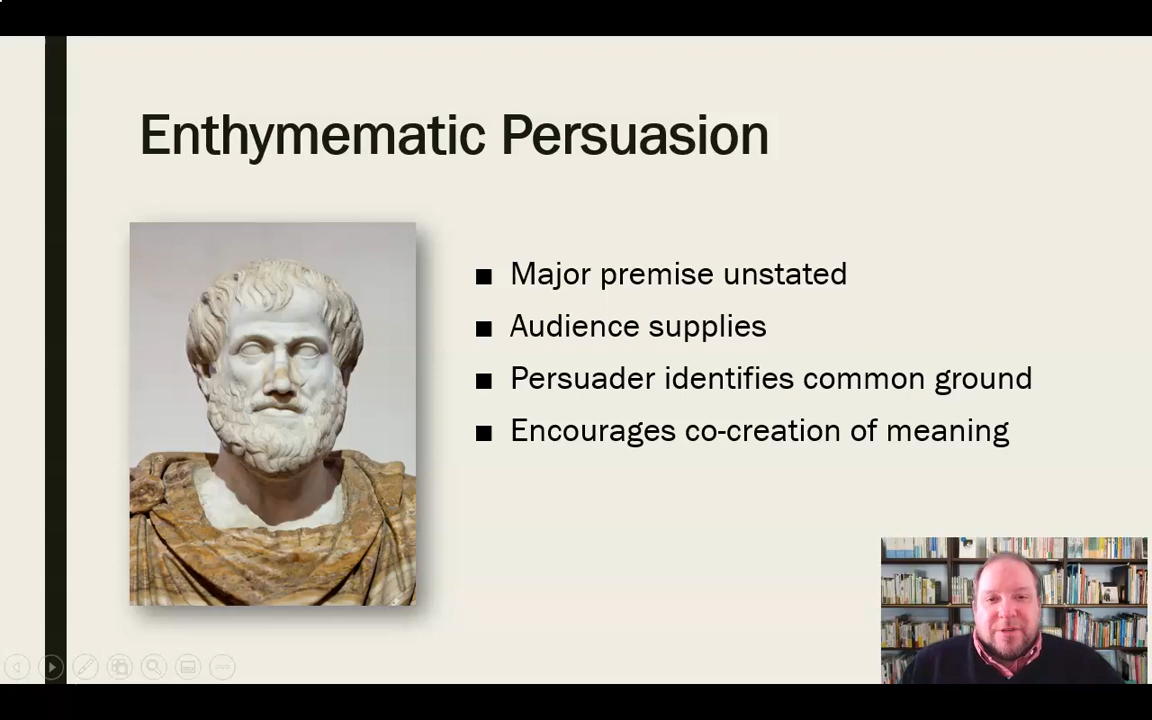 Enthymematic Persuasion
■ Major premise unstated
■ Audience supplies
■ Persuader identifies common ground
■ Encourages co-creation of meaning